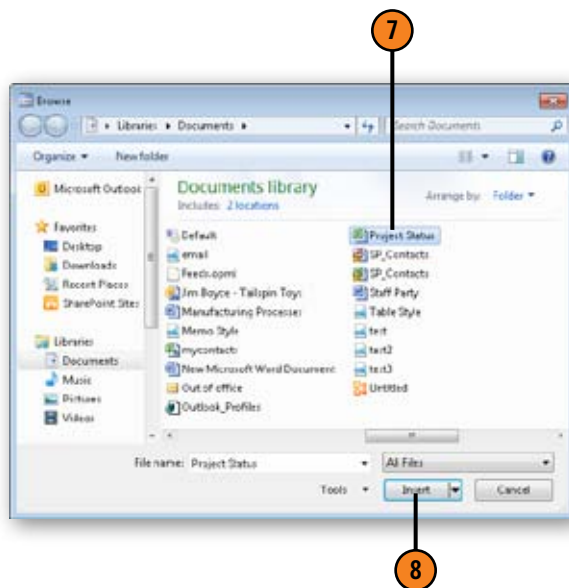 7
Browse
Libraries Documents Search Documents
Organize New folder
Microsoft Outlook
Favorites
Desktop
Downloads
Recent Places
SharePoint Sites
Libraries
Documents
Music
Pictures
Videos
Documents library
Includes: 2 locations
Arrange by: Folder
Default
email
Feeds.opml
Jim Boyce - Tailspin Toys
Manufacturing Processes
Memo Style
mycontacts
New Microsoft Word Document
Out of office
Outlook_Profiles
Project Status
SP_Contacts
SP_Contacts
Staff Party
Table Style
test
test2
test3
Untitled
File name: Project Status All Files
Tools Insert Cancel
8